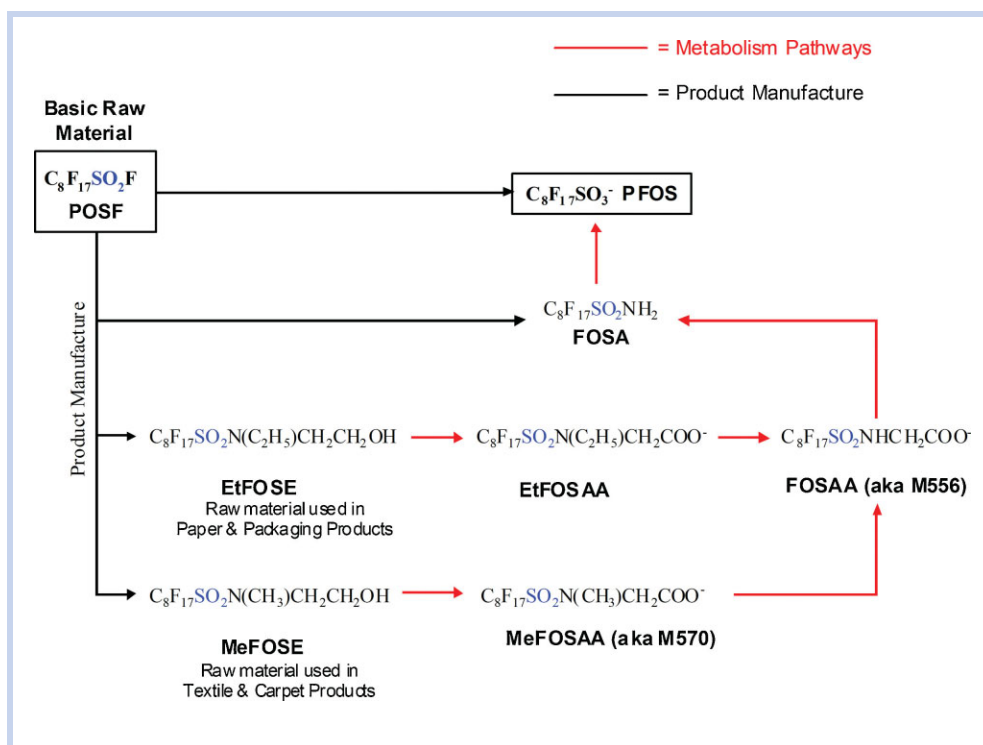 = Metabolism Pathways
= Product Manufacture
Basic Raw
Material
C₈F₁₇SO₂F
POSF
C₈F₁₇SO₃⁻ PFOS
C₈F₁₇SO₂NH₂
FOSA
Product Manufacture
C₈F₁₇SO₂N(C₂H₅)CH₂CH₂OH
C₈F₁₇SO₂N(C₂H₅)CH₂COO⁻
C₈F₁₇SO₂NHCH₂COO⁻
EtFOSE
Raw material used in
Paper & Packaging Products
EtFOSAA
FOSAA (aka M556)
C₈F₁₇SO₂N(CH₃)CH₂CH₂OH
C₈F₁₇SO₂N(CH₃)CH₂COO⁻
MeFOSE
Raw material used in
Textile & Carpet Products
MeFOSAA (aka M570)